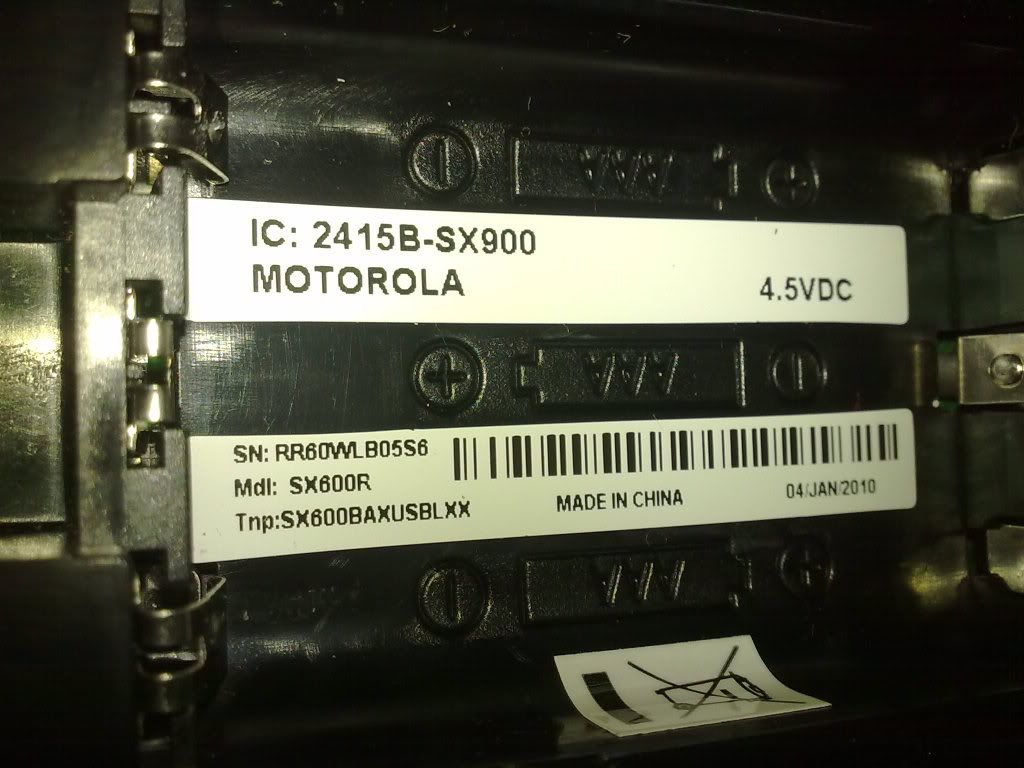 AAA
IC: 2415B-SX900
MOTOROLA
4.5VDC
AAA
SN: RR60WLB05S6
Mdl: SX600R
Tnp:SX600BAXUSBLXX
MADE IN CHINA
04/JAN/2010
AAA